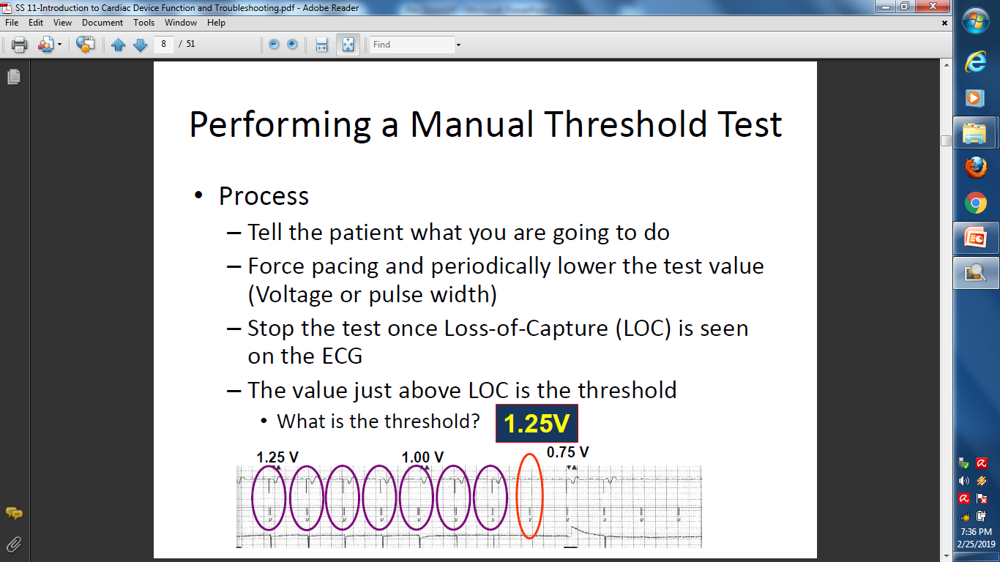 SS 11-Introduction to Cardiac Device Function and Troubleshooting.pdf - Adobe Reader
File Edit View Document Tools Window Help
8 / 51 Find
Performing a Manual Threshold Test
• Process
– Tell the patient what you are going to do
– Force pacing and periodically lower the test value
(Voltage or pulse width)
– Stop the test once Loss-of-Capture (LOC) is seen
on the ECG
– The value just above LOC is the threshold
• What is the threshold? 1.25V
1.25 V 1.00 V 0.75 V
7:36 PM
2/25/2019